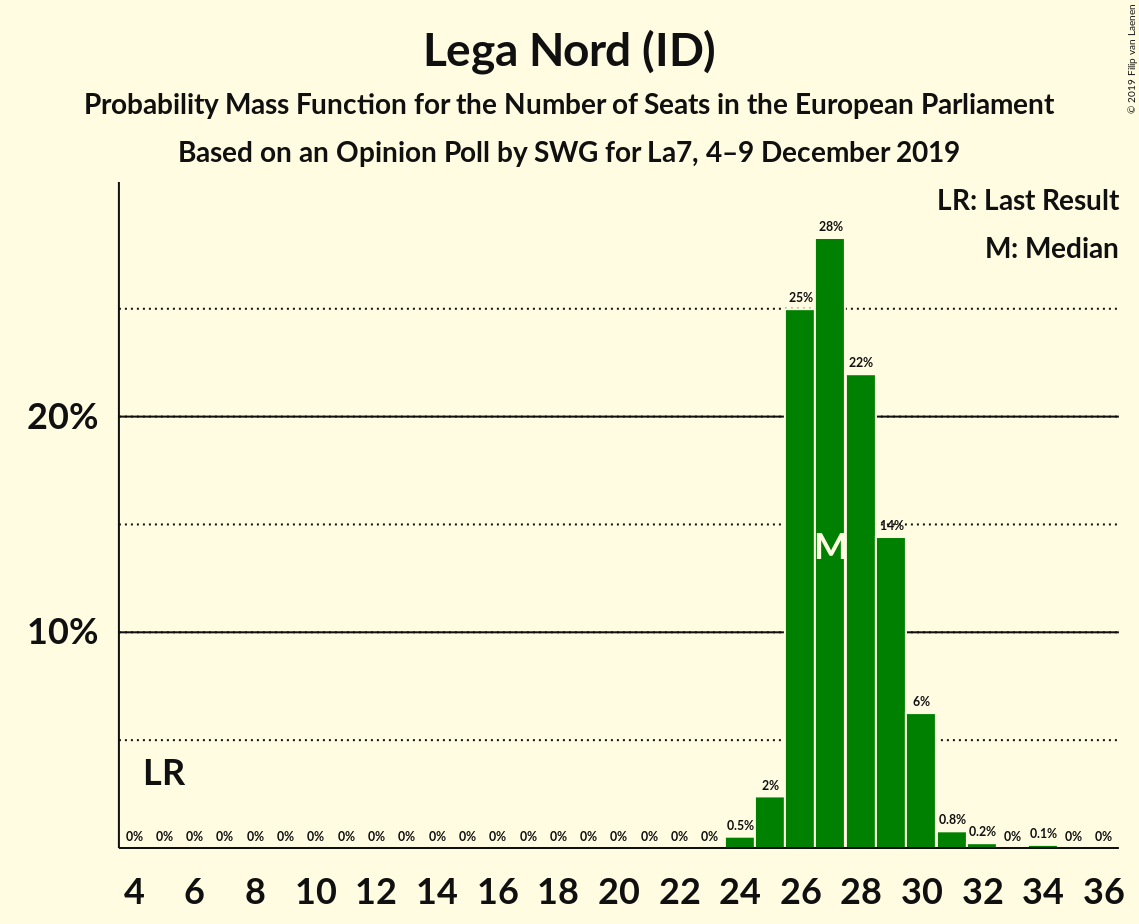 Lega Nord (ID)
Probability Mass Function for the Number of Seats in the European Parliament
Based on an Opinion Poll by SWG for La7, 4–9 December 2019
© 2019 Filip van Laenen
LR: Last Result
M: Median
28%
25%
22%
20%
14%
M
10%
6%
LR
2%
0% 0% 0% 0% 0% 0% 0% 0% 0% 0% 0% 0% 0% 0% 0% 0% 0% 0% 0% 0% 0.5% 0.8% 0.2% 0% 0.1% 0% 0%
4 6 8 10 12 14 16 18 20 22 24 26 28 30 32 34 36